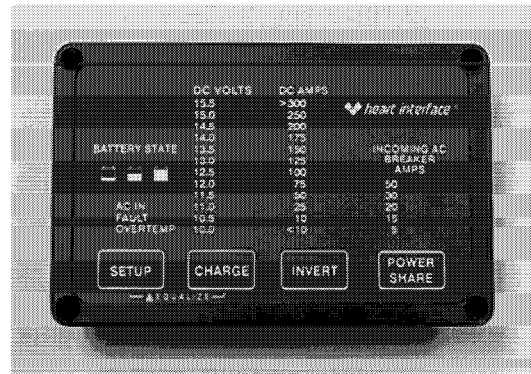 DC VOLTS
15.5
15.0
14.5
14.0
13.5
13.0
12.5
12.0
11.5
11.0
10.5
10.0
DC AMPS
>300
250
200
175
150
125
100
75
50
25
10
<10
heart interface
BATTERY STATE
INCOMING AC
BREAKER
AMPS
50
30
20
15
5
AC IN
FAULT
OVERTEMP
SETUP
CHARGE
INVERT
POWER
SHARE
EQUALIZE